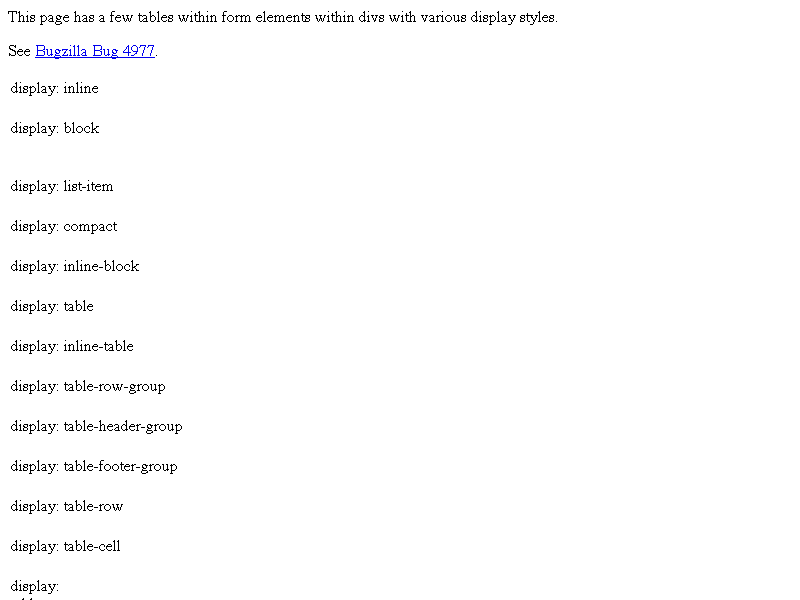 This page has a few tables within form elements within divs with various display styles.
See Bugzilla Bug 4977.
display: inline
display: block
display: list-item
display: compact
display: inline-block
display: table
display: inline-table
display: table-row-group
display: table-header-group
display: table-footer-group
display: table-row
display: table-cell
display: